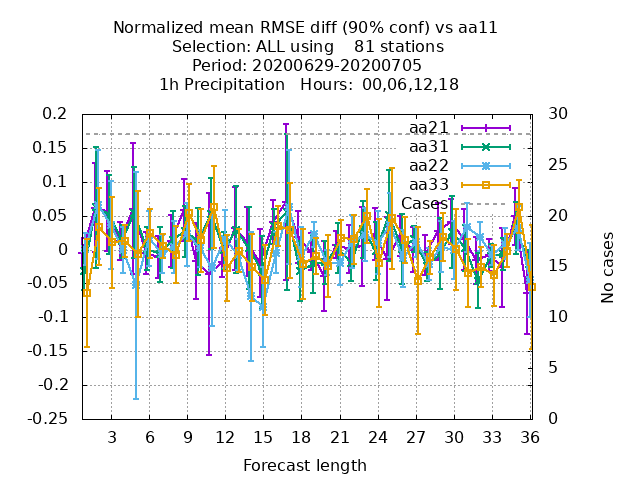 Normalized mean RMSE diff (90% conf) vs aa11
Selection: ALL using    81 stations
Period: 20200629-20200705
1h Precipitation   Hours:  00,06,12,18
0.2
0.15
0.1
0.05
0
-0.05
-0.1
-0.15
-0.2
-0.25
30
25
20
15
10
5
0
aa21
aa31
aa22
aa33
Cases
No cases
3 6 9 12 15 18 21 24 27 30 33 36
Forecast length